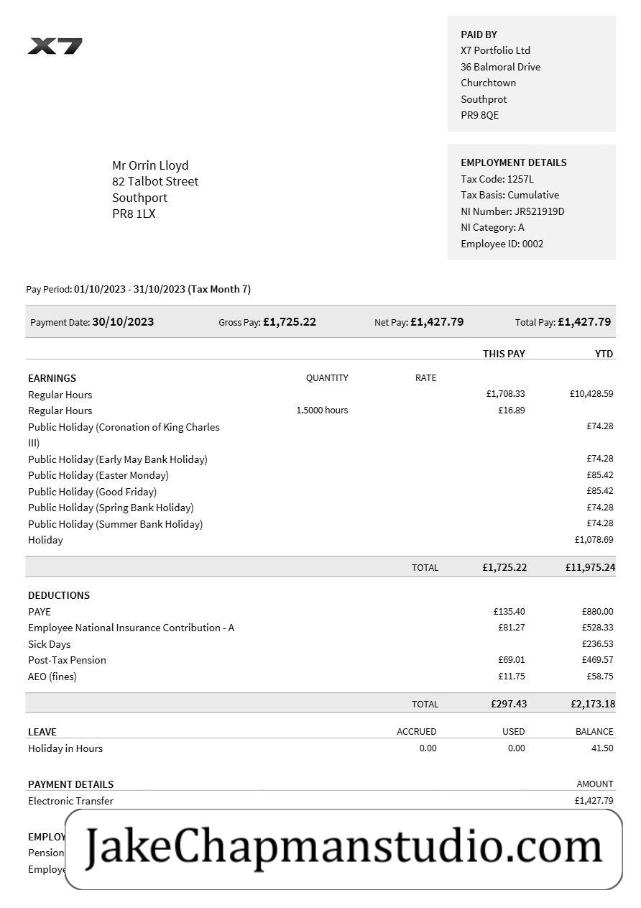 X7
PAID BY
X7 Portfolio Ltd
36 Balmoral Drive
Churchtown
Southprot
PR9 8QE
Mr Orrin Lloyd
82 Talbot Street
Southport
PR8 1LX
EMPLOYMENT DETAILS
Tax Code: 1257L
Tax Basis: Cumulative
NI Number: JR521919D
NI Category: A
Employee ID: 0002
Pay Period: 01/10/2023 - 31/10/2023 (Tax Month 7)
Payment Date: 30/10/2023 Gross Pay: £1,725.22 Net Pay: £1,427.79 Total Pay: £1,427.79
THIS PAY YTD
EARNINGS QUANTITY RATE
Regular Hours £1,708.33 £10,428.59
Regular Hours 1.5000 hours £16.89
Public Holiday (Coronation of King Charles £74.28
III)
Public Holiday (Early May Bank Holiday) £74.28
Public Holiday (Easter Monday) £85.42
Public Holiday (Good Friday) £85.42
Public Holiday (Spring Bank Holiday) £74.28
Public Holiday (Summer Bank Holiday) £74.28
Holiday £1,078.69
TOTAL £1,725.22 £11,975.24
DEDUCTIONS
PAYE £135.40 £880.00
Employee National Insurance Contribution - A £81.27 £528.33
Sick Days £236.53
Post-Tax Pension £69.01 £469.57
AEO (fines) £11.75 £58.75
TOTAL £297.43 £2,173.18
LEAVE ACCRUED USED BALANCE
Holiday in Hours 0.00 0.00 41.50
PAYMENT DETAILS AMOUNT
Electronic Transfer £1,427.79
EMPLOY
Pension
Employe
JakeChapmanstudio.com